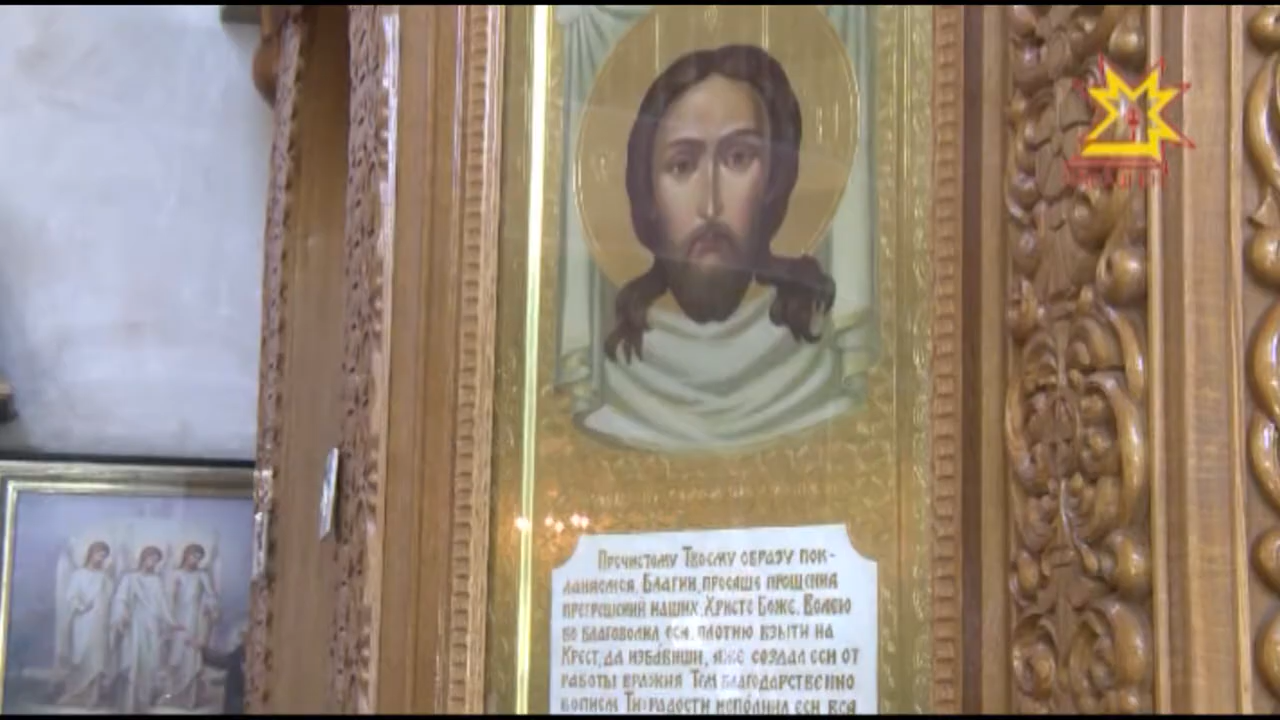 Пречистому Твоему образу пок-
ланяемся, Благий, просяще прощения
прегрешений наших, Христе Боже. Волею
бо благоволил еси, плотию взыти на
Крест, да избавиши, яже создал еси от
работы вражия. Тем благодарственно
вопием Ти: радости исполнил еси вся